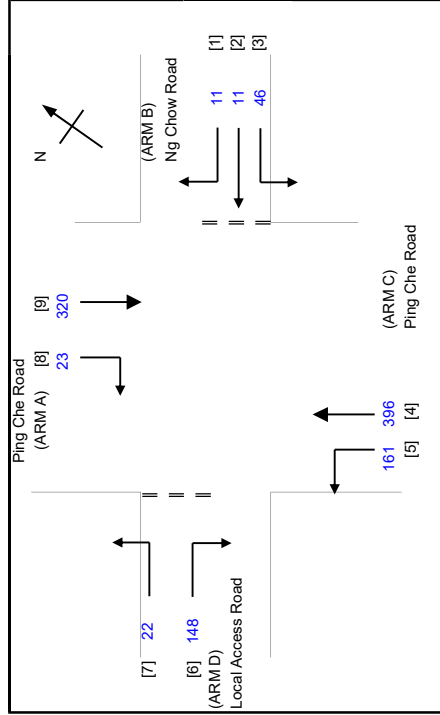 N
Ping Che Road
(ARM A)
[8]
[9]
23
320
(ARM B)
Ng Chow Road
[1]
[2]
[3]
11
11
46
[7]
22
[6]
148
(ARM D)
Local Access Road
161
396
[5]
[4]
(ARM C)
Ping Che Road